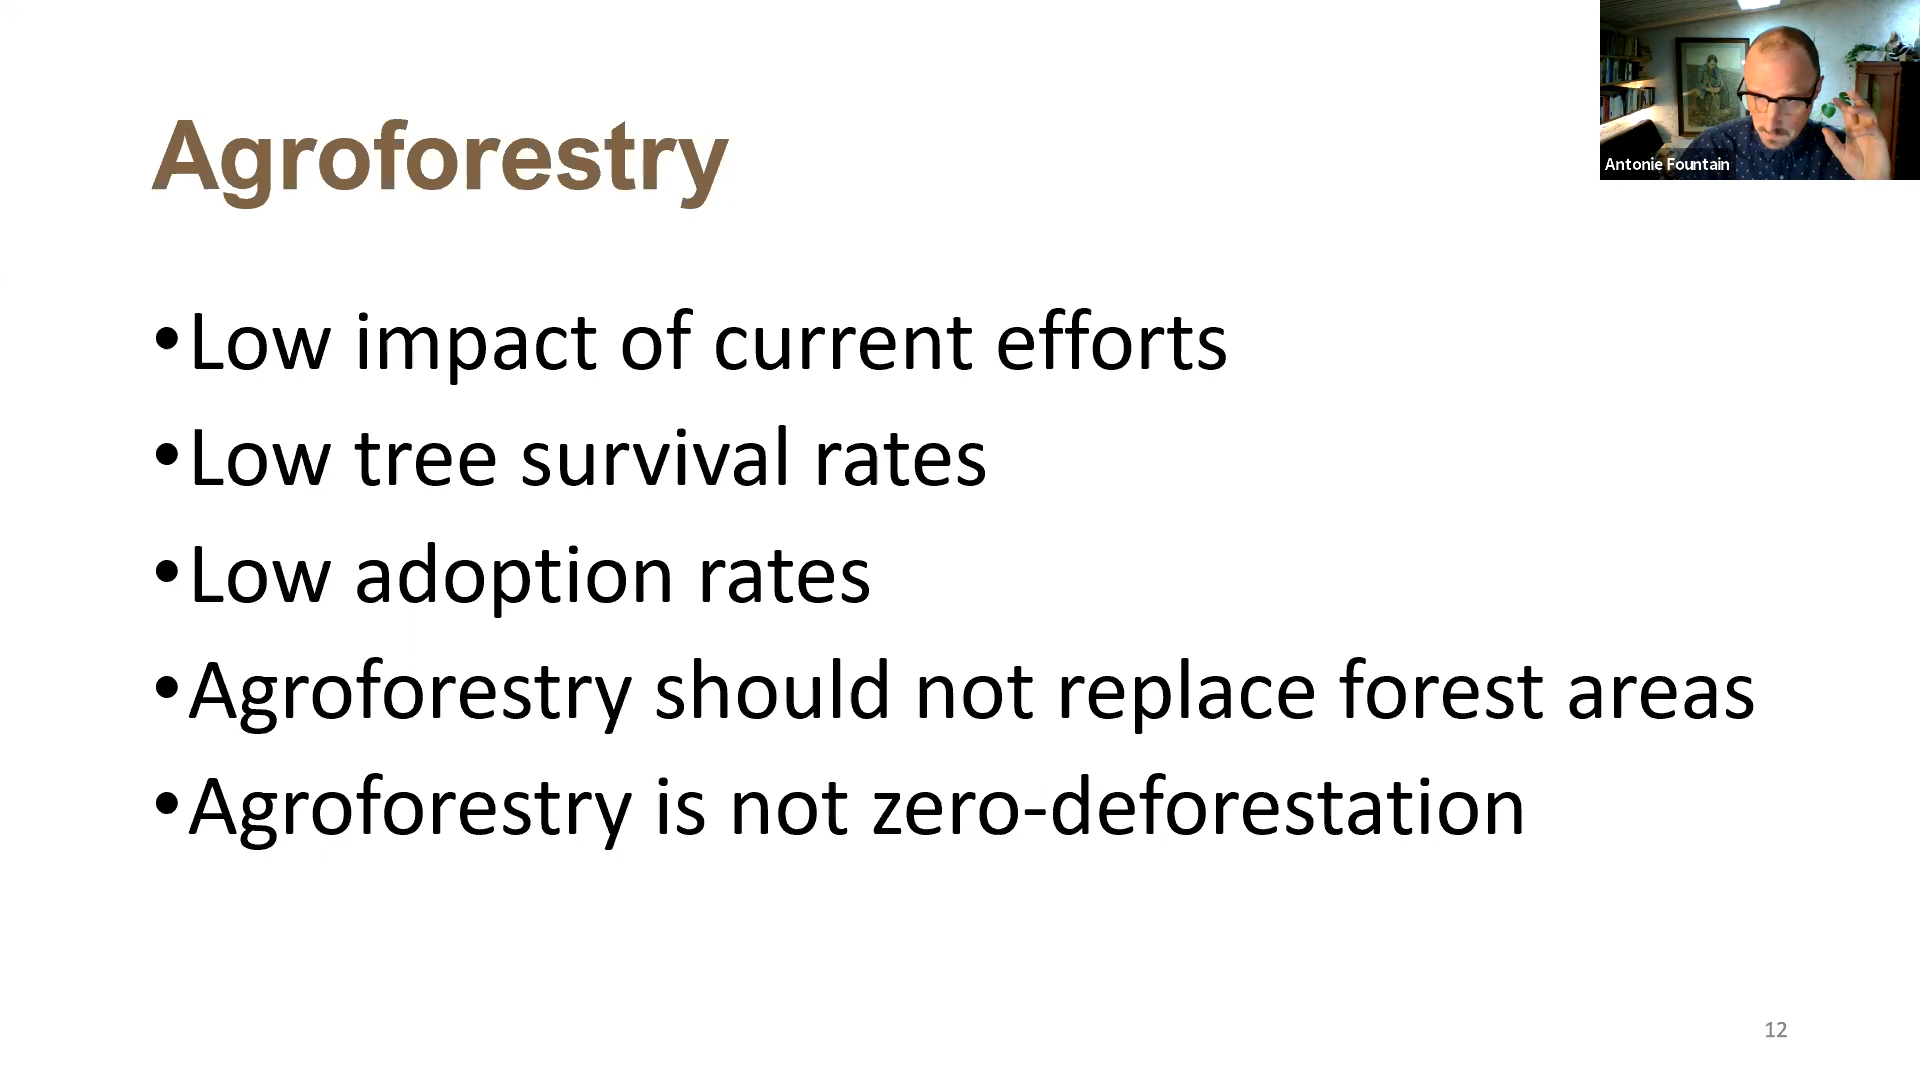 Agroforestry
Antonie Fountain
•Low impact of current efforts
•Low tree survival rates
•Low adoption rates
•Agroforestry should not replace forest areas
•Agroforestry is not zero-deforestation
12